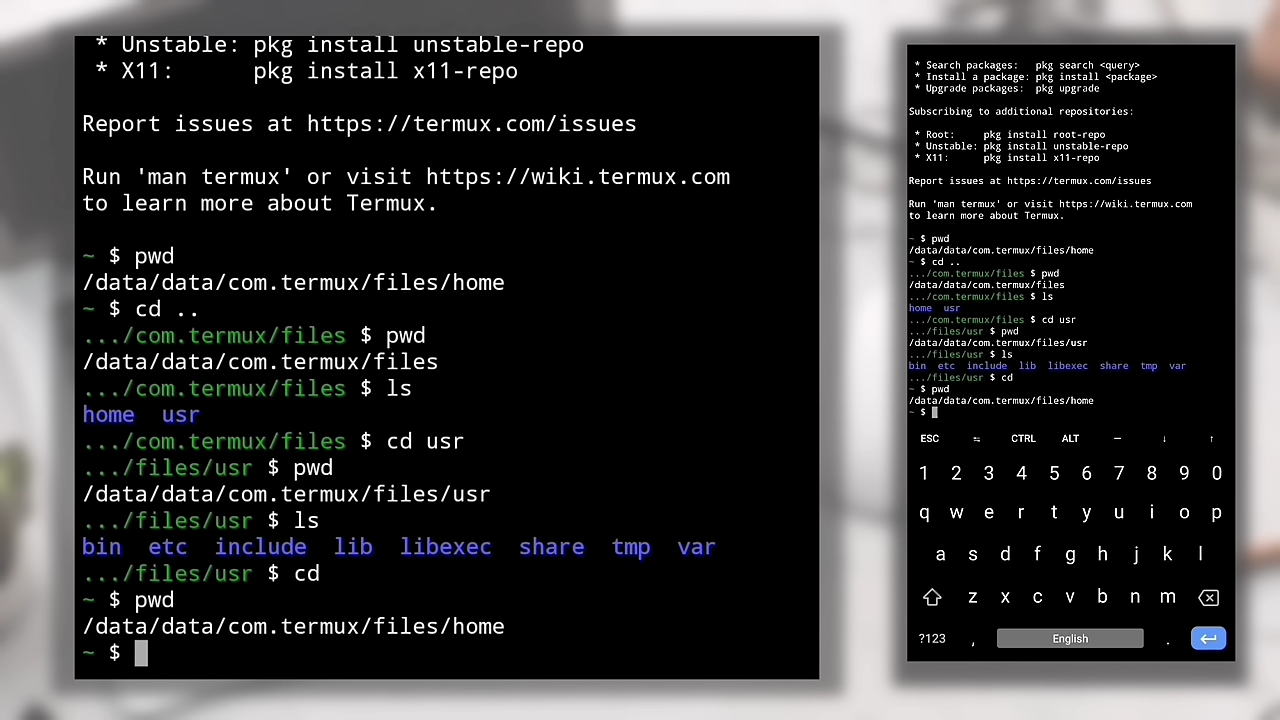 * Unstable: pkg install unstable-repo
* X11:      pkg install x11-repo
Report issues at https://termux.com/issues
Run 'man termux' or visit https://wiki.termux.com
to learn more about Termux.
~ $ pwd
/data/data/com.termux/files/home
~ $ cd ..
.../com.termux/files $ pwd
/data/data/com.termux/files
.../com.termux/files $ ls
home  usr
.../com.termux/files $ cd usr
.../files/usr $ pwd
/data/data/com.termux/files/usr
.../files/usr $ ls
bin  etc  include  lib  libexec  share  tmp  var
.../files/usr $ cd
~ $ pwd
/data/data/com.termux/files/home
~ $
* Search packages:   pkg search <query>
* Install a package: pkg install <package>
* Upgrade packages:  pkg upgrade
Subscribing to additional repositories:
* Root:     pkg install root-repo
* Unstable: pkg install unstable-repo
* X11:      pkg install x11-repo
Report issues at https://termux.com/issues
Run 'man termux' or visit https://wiki.termux.com
to learn more about Termux.
~ $ pwd
/data/data/com.termux/files/home
~ $ cd ..
.../com.termux/files $ pwd
/data/data/com.termux/files
.../com.termux/files $ ls
home  usr
.../com.termux/files $ cd usr
.../files/usr $ pwd
/data/data/com.termux/files/usr
.../files/usr $ ls
bin  etc  include  lib  libexec  share  tmp  var
.../files/usr $ cd
~ $ pwd
/data/data/com.termux/files/home
~ $
ESC ⇆ CTRL ALT — ↓ ↑
1 2 3 4 5 6 7 8 9 0
q w e r t y u i o p
a s d f g h j k l
z x c v b n m
?123 , English .